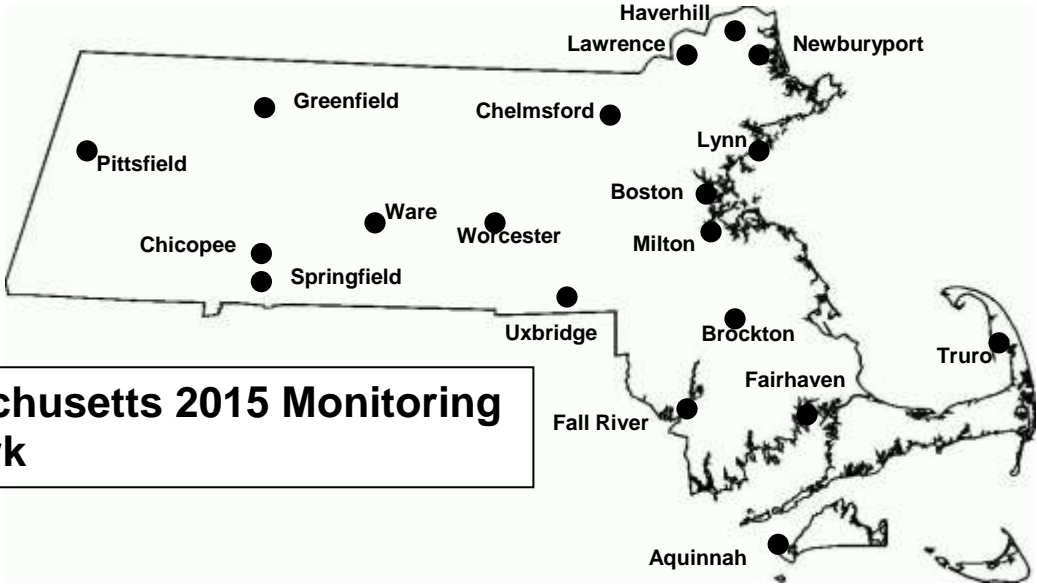 Haverhill
Lawrence
Newburyport
Greenfield
Chelmsford
Lynn
Pittsfield
Boston
Ware
Worcester
Milton
Chicopee
Springfield
Uxbridge
Brockton
Truro
Fairhaven
chusetts 2015 Monitoring
Fall River
rk
Aquinnah